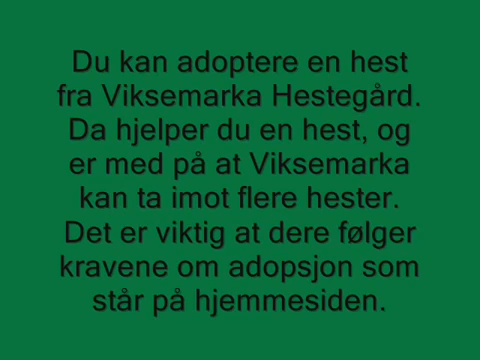 Du kan adoptere en hest
fra Viksemarka Hestegård.
Da hjelper du en hest, og
er med på at Viksemarka
kan ta imot flere hester.
Det er viktig at dere følger
kravene om adopsjon som
står på hjemmesiden.